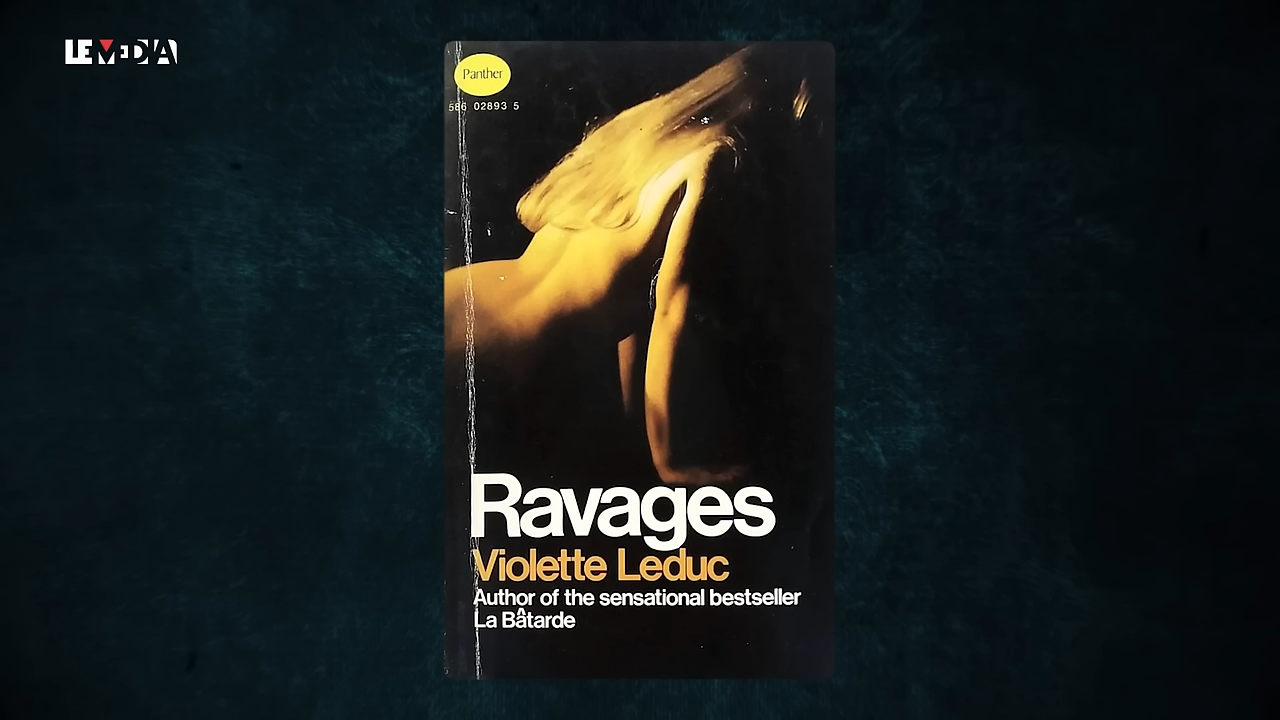 LE MEDIA
Panther
586 02893 5
Ravages
Violette Leduc
Author of the sensational bestseller
La Bâtarde